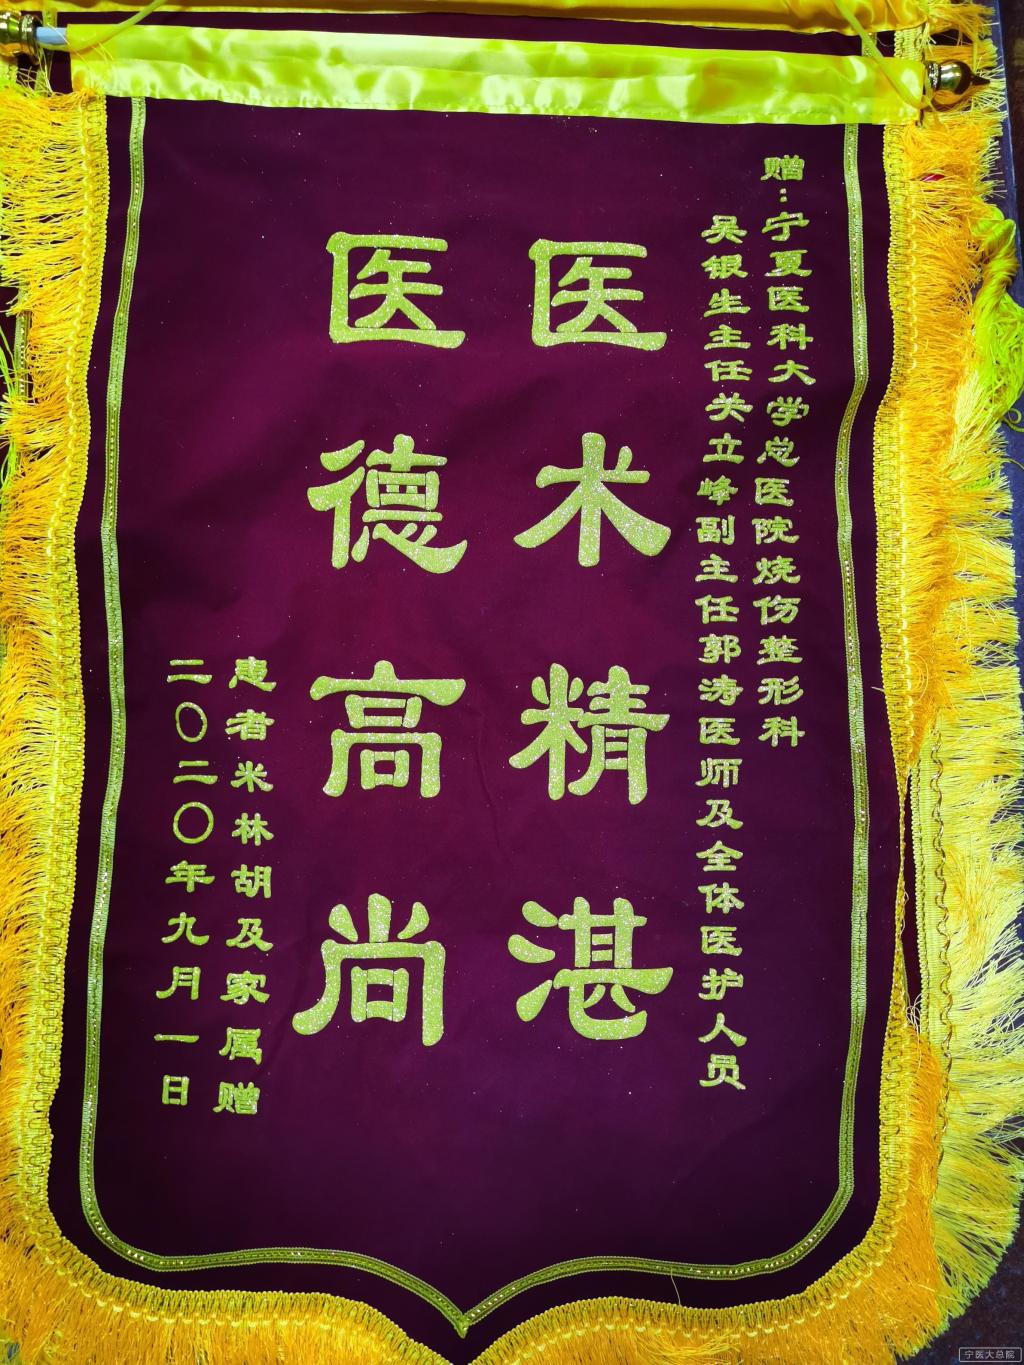 赠：宁夏医科大学总医院烧伤整形科
吴银生主任关立峰副主任郭涛医师及全体医护人员
医术精湛
医德高尚
患者米林胡及家属赠
二〇二〇年九月一日
宁医大总院